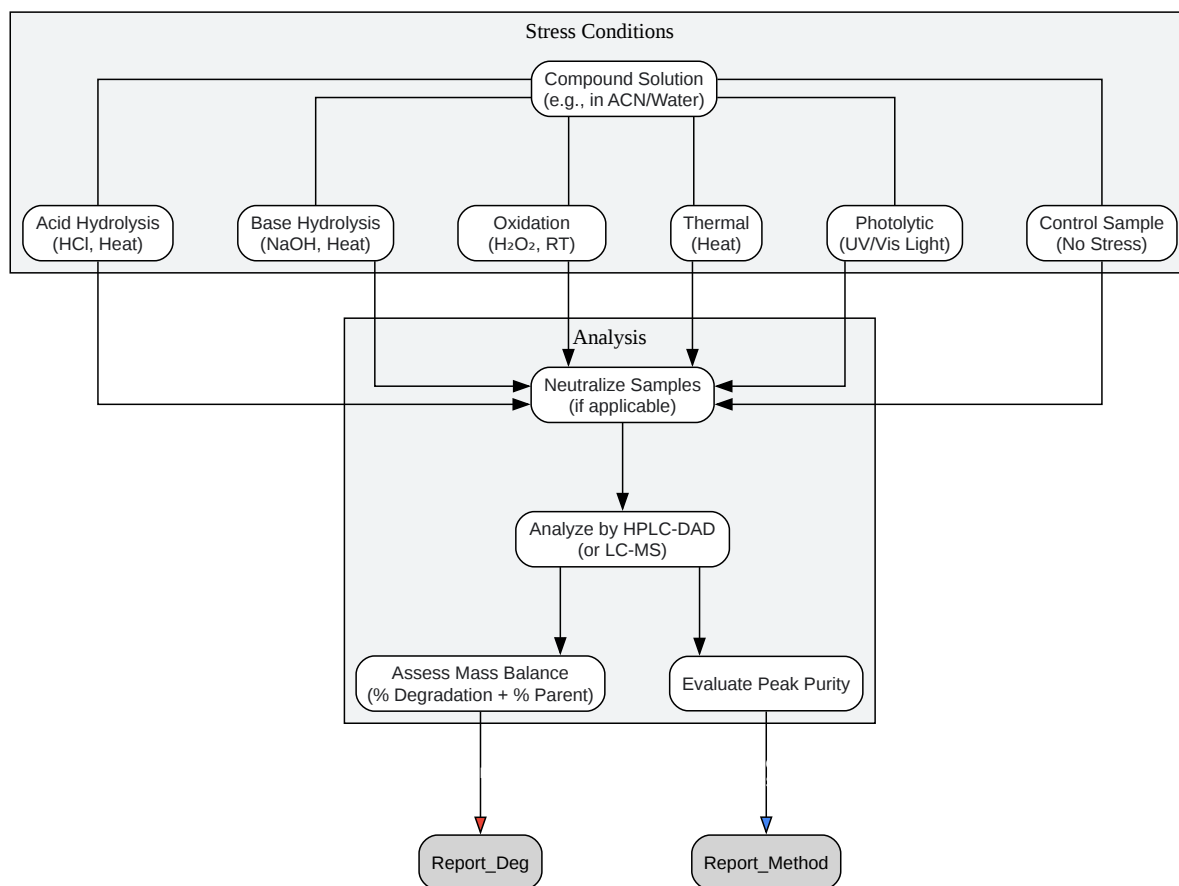 Stress Conditions
Compound Solution
(e.g., in ACN/Water)
Acid Hydrolysis
(HCl, Heat)
Base Hydrolysis
(NaOH, Heat)
Oxidation
(H₂O₂, RT)
Thermal
(Heat)
Photolytic
(UV/Vis Light)
Control Sample
(No Stress)
Analysis
Neutralize Samples
(if applicable)
Analyze by HPLC-DAD
(or LC-MS)
Assess Mass Balance
(% Degradation + % Parent)
Evaluate Peak Purity
Report_Deg
Report_Method